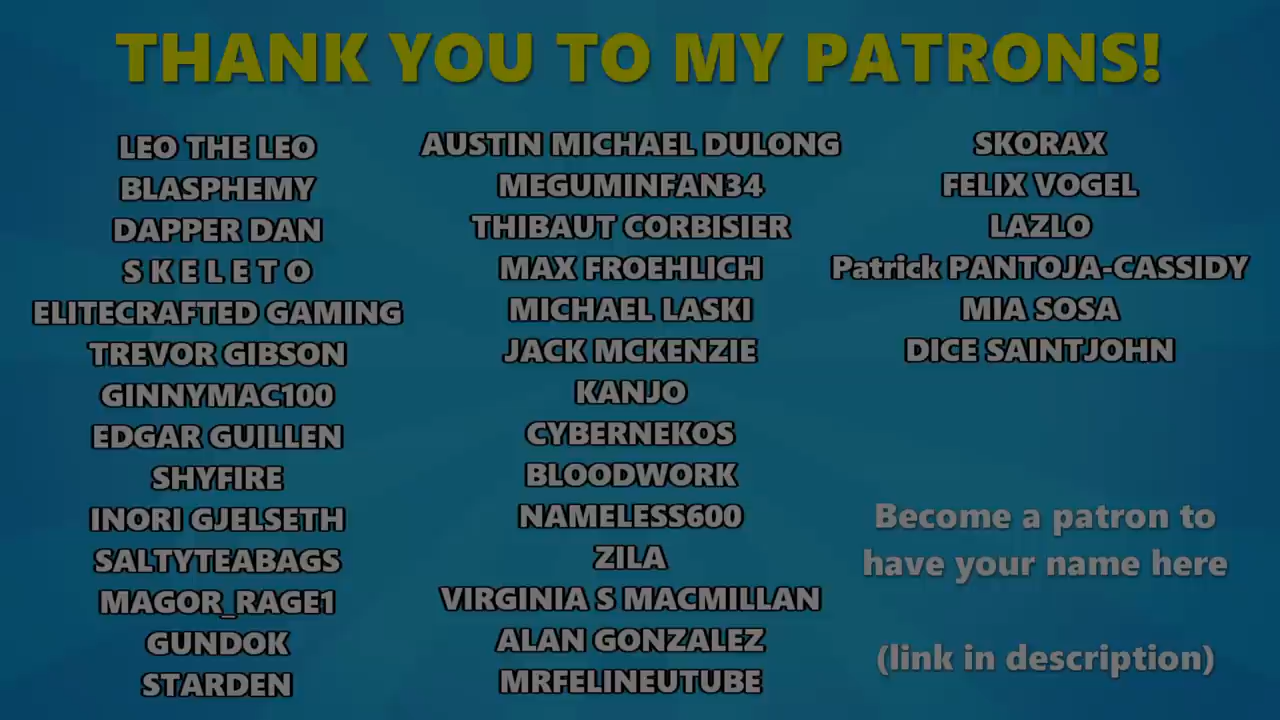 THANK YOU TO MY PATRONS!
LEO THE LEO
BLASPHEMY
DAPPER DAN
S K E L E T O
ELITECRAFTED GAMING
TREVOR GIBSON
GINNYMAC100
EDGAR GUILLEN
SHYFIRE
INORI GJELSETH
SALTYTEABAGS
MAGOR_RAGE1
GUNDOK
STARDEN
AUSTIN MICHAEL DULONG
MEGUMINFAN34
THIBAUT CORBISIER
MAX FROEHLICH
MICHAEL LASKI
JACK MCKENZIE
KANJO
CYBERNEKOS
BLOODWORK
NAMELESS600
ZILA
VIRGINIA S MACMILLAN
ALAN GONZALEZ
MRFELINEUTUBE
SKORAX
FELIX VOGEL
LAZLO
Patrick PANTOJA-CASSIDY
MIA SOSA
DICE SAINTJOHN
Become a patron to
have your name here
(link in description)